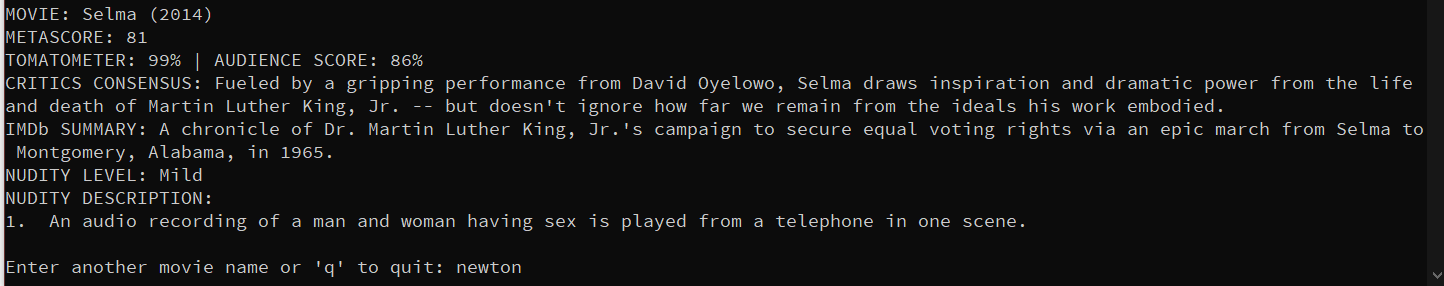 MOVIE: Selma (2014)
METASCORE: 81
TOMATOMETER: 99% | AUDIENCE SCORE: 86%
CRITICS CONSENSUS: Fueled by a gripping performance from David Oyelowo, Selma draws inspiration and dramatic power from the life
and death of Martin Luther King, Jr. -- but doesn't ignore how far we remain from the ideals his work embodied.
IMDb SUMMARY: A chronicle of Dr. Martin Luther King, Jr.'s campaign to secure equal voting rights via an epic march from Selma to
Montgomery, Alabama, in 1965.
NUDITY LEVEL: Mild
NUDITY DESCRIPTION:
1.  An audio recording of a man and woman having sex is played from a telephone in one scene.
Enter another movie name or 'q' to quit: newton